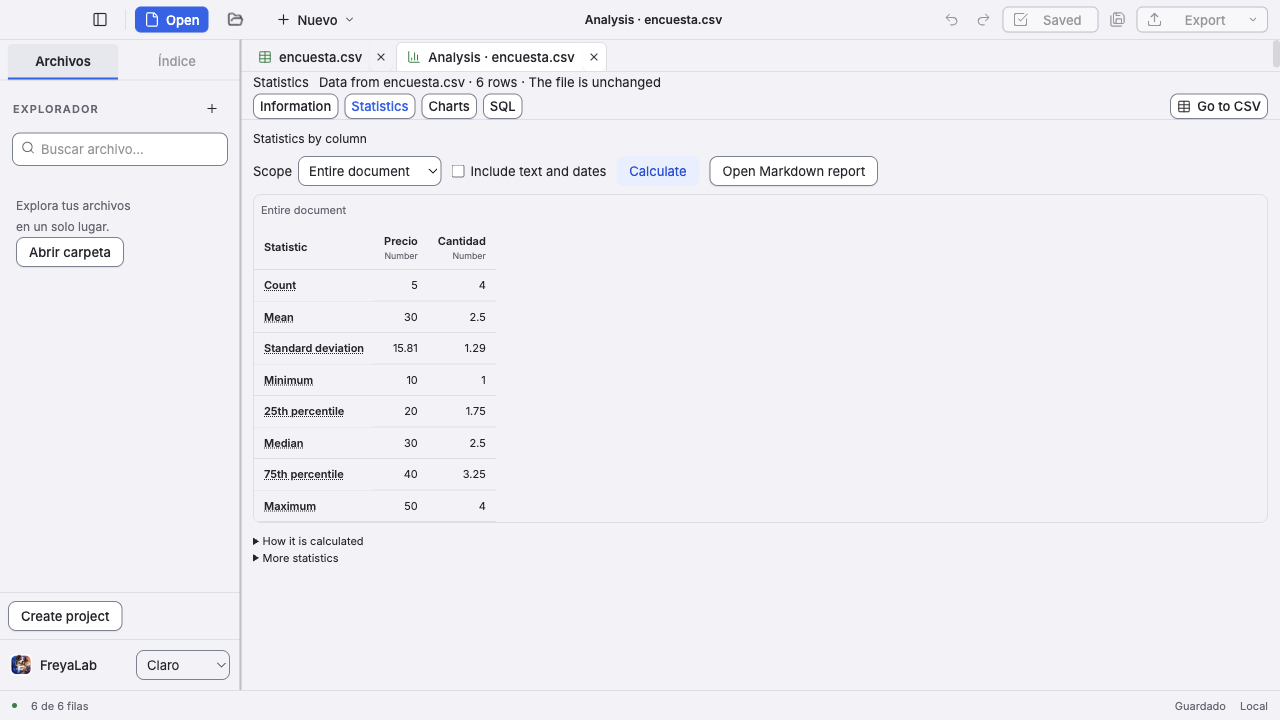 Open
Nuevo
Analysis · encuesta.csv
Saved
Export
Archivos
Índice
EXPLORADOR
Buscar archivo...
Explora tus archivos
en un solo lugar.
Abrir carpeta
Create project
FreyaLab
Claro
encuesta.csv
Analysis · encuesta.csv
Statistics Data from encuesta.csv · 6 rows · The file is unchanged
Information Statistics Charts SQL
Go to CSV
Statistics by column
Scope Entire document Include text and dates Calculate Open Markdown report
Entire document
Statistic Precio Cantidad
Number Number
Count 5 4
Mean 30 2.5
Standard deviation 15.81 1.29
Minimum 10 1
25th percentile 20 1.75
Median 30 2.5
75th percentile 40 3.25
Maximum 50 4
How it is calculated
More statistics
6 de 6 filas
Guardado Local